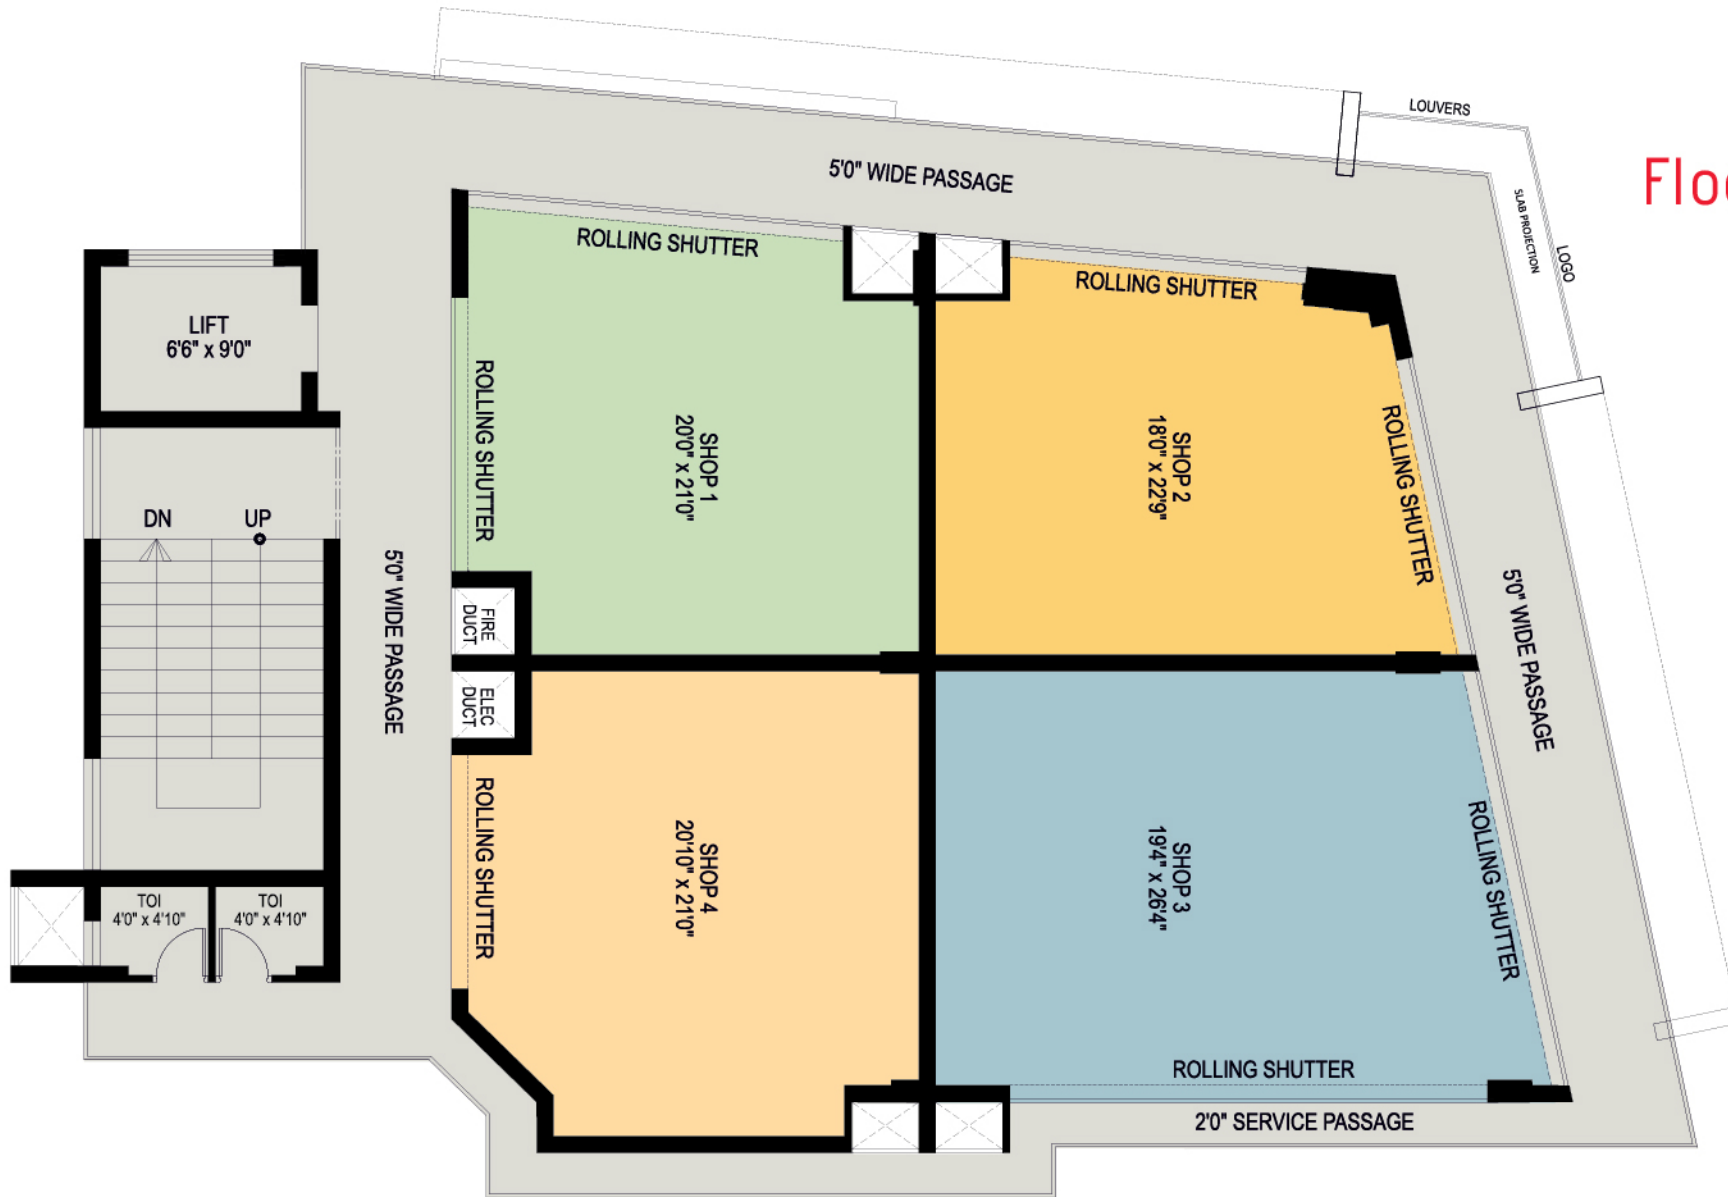 LOUVERS
5'0" WIDE PASSAGE
Floo
SLAB PROJECTION
LOGO
ROLLING SHUTTER
ROLLING SHUTTER
LIFT
6'6" x 9'0"
ROLLING SHUTTER
SHOP 1
20'0" x 21'0"
SHOP 2
18'0" x 22'9"
ROLLING SHUTTER
DN
UP
5'0" WIDE PASSAGE
FIRE
DUCT
5'0" WIDE PASSAGE
ELEC
DUCT
ROLLING SHUTTER
SHOP 4
20'10" x 21'0"
SHOP 3
19'4" x 26'4"
ROLLING SHUTTER
TOI
4'0" x 4'10"
TOI
4'0" x 4'10"
ROLLING SHUTTER
2'0" SERVICE PASSAGE